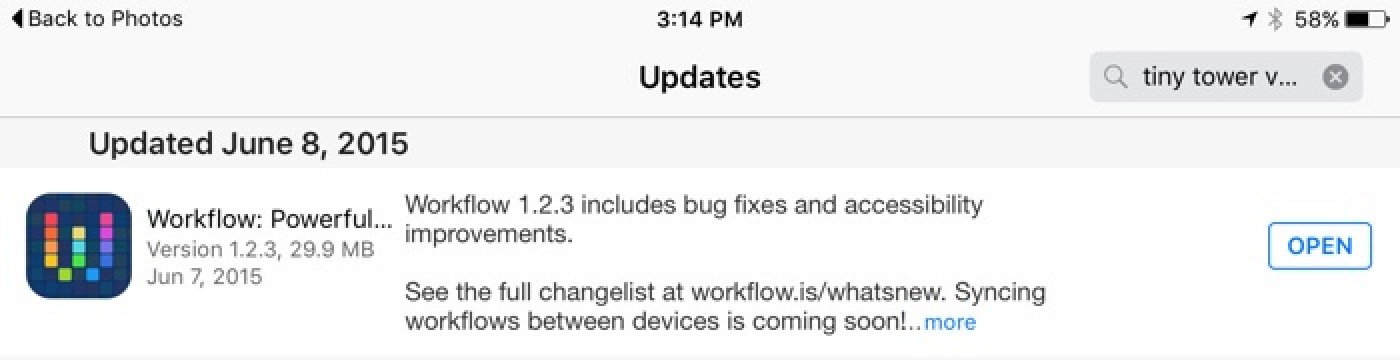 Back to Photos
3:14 PM
58%
Updates
tiny tower v...
Updated June 8, 2015
Workflow: Powerful...
Version 1.2.3, 29.9 MB
Jun 7, 2015
Workflow 1.2.3 includes bug fixes and accessibility
improvements.
See the full changelist at workflow.is/whatsnew. Syncing
workflows between devices is coming soon!..more
OPEN